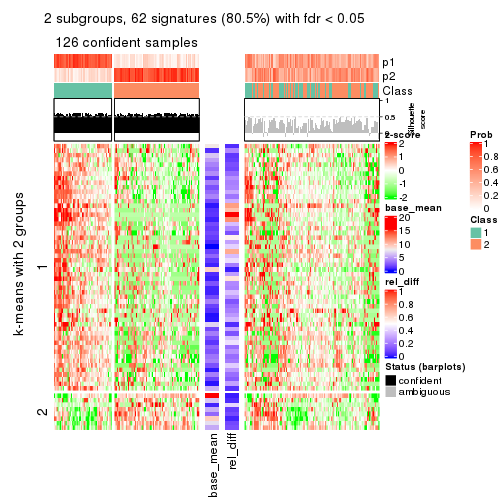 2 subgroups, 62 signatures (80.5%) with fdr < 0.05
126 confident samples
p1
p2
Class
1
0.5
0
Silhouette
score
k-means with 2 groups
1
2
base_mean
rel_diff
z-score
2
1
0
-1
-2
base_mean
20
15
10
5
0
rel_diff
1
0.8
0.6
0.4
0.2
0
Status (barplots)
confident
ambiguous
Prob
1
0.8
0.6
0.4
0.2
0
Class
1
2